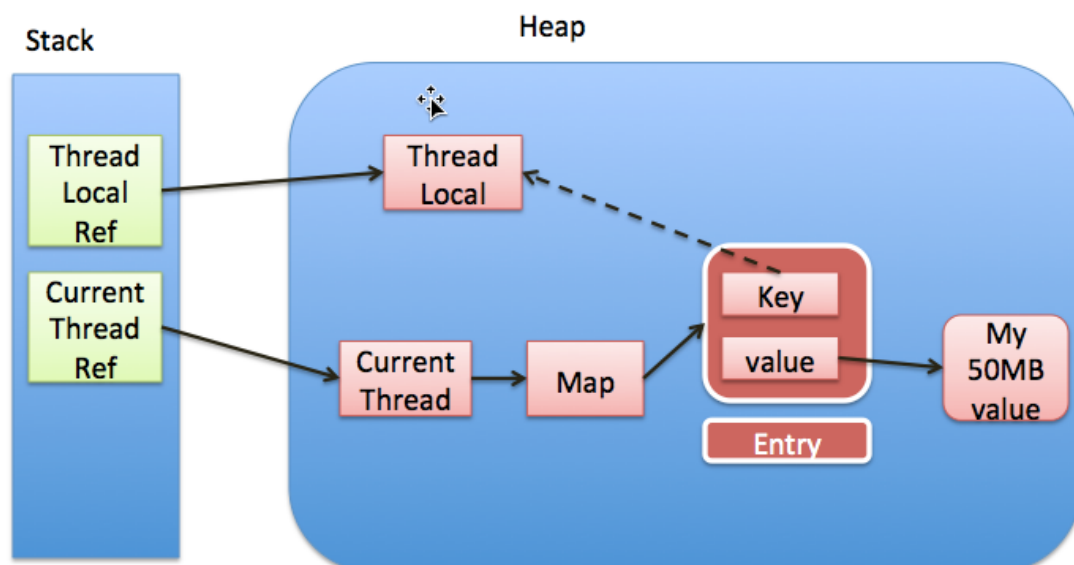 Stack
Heap
Thread
Local
Ref
Thread
Local
Current
Thread
Ref
Key
value
Current
Thread
Map
My
50MB
value
Entry